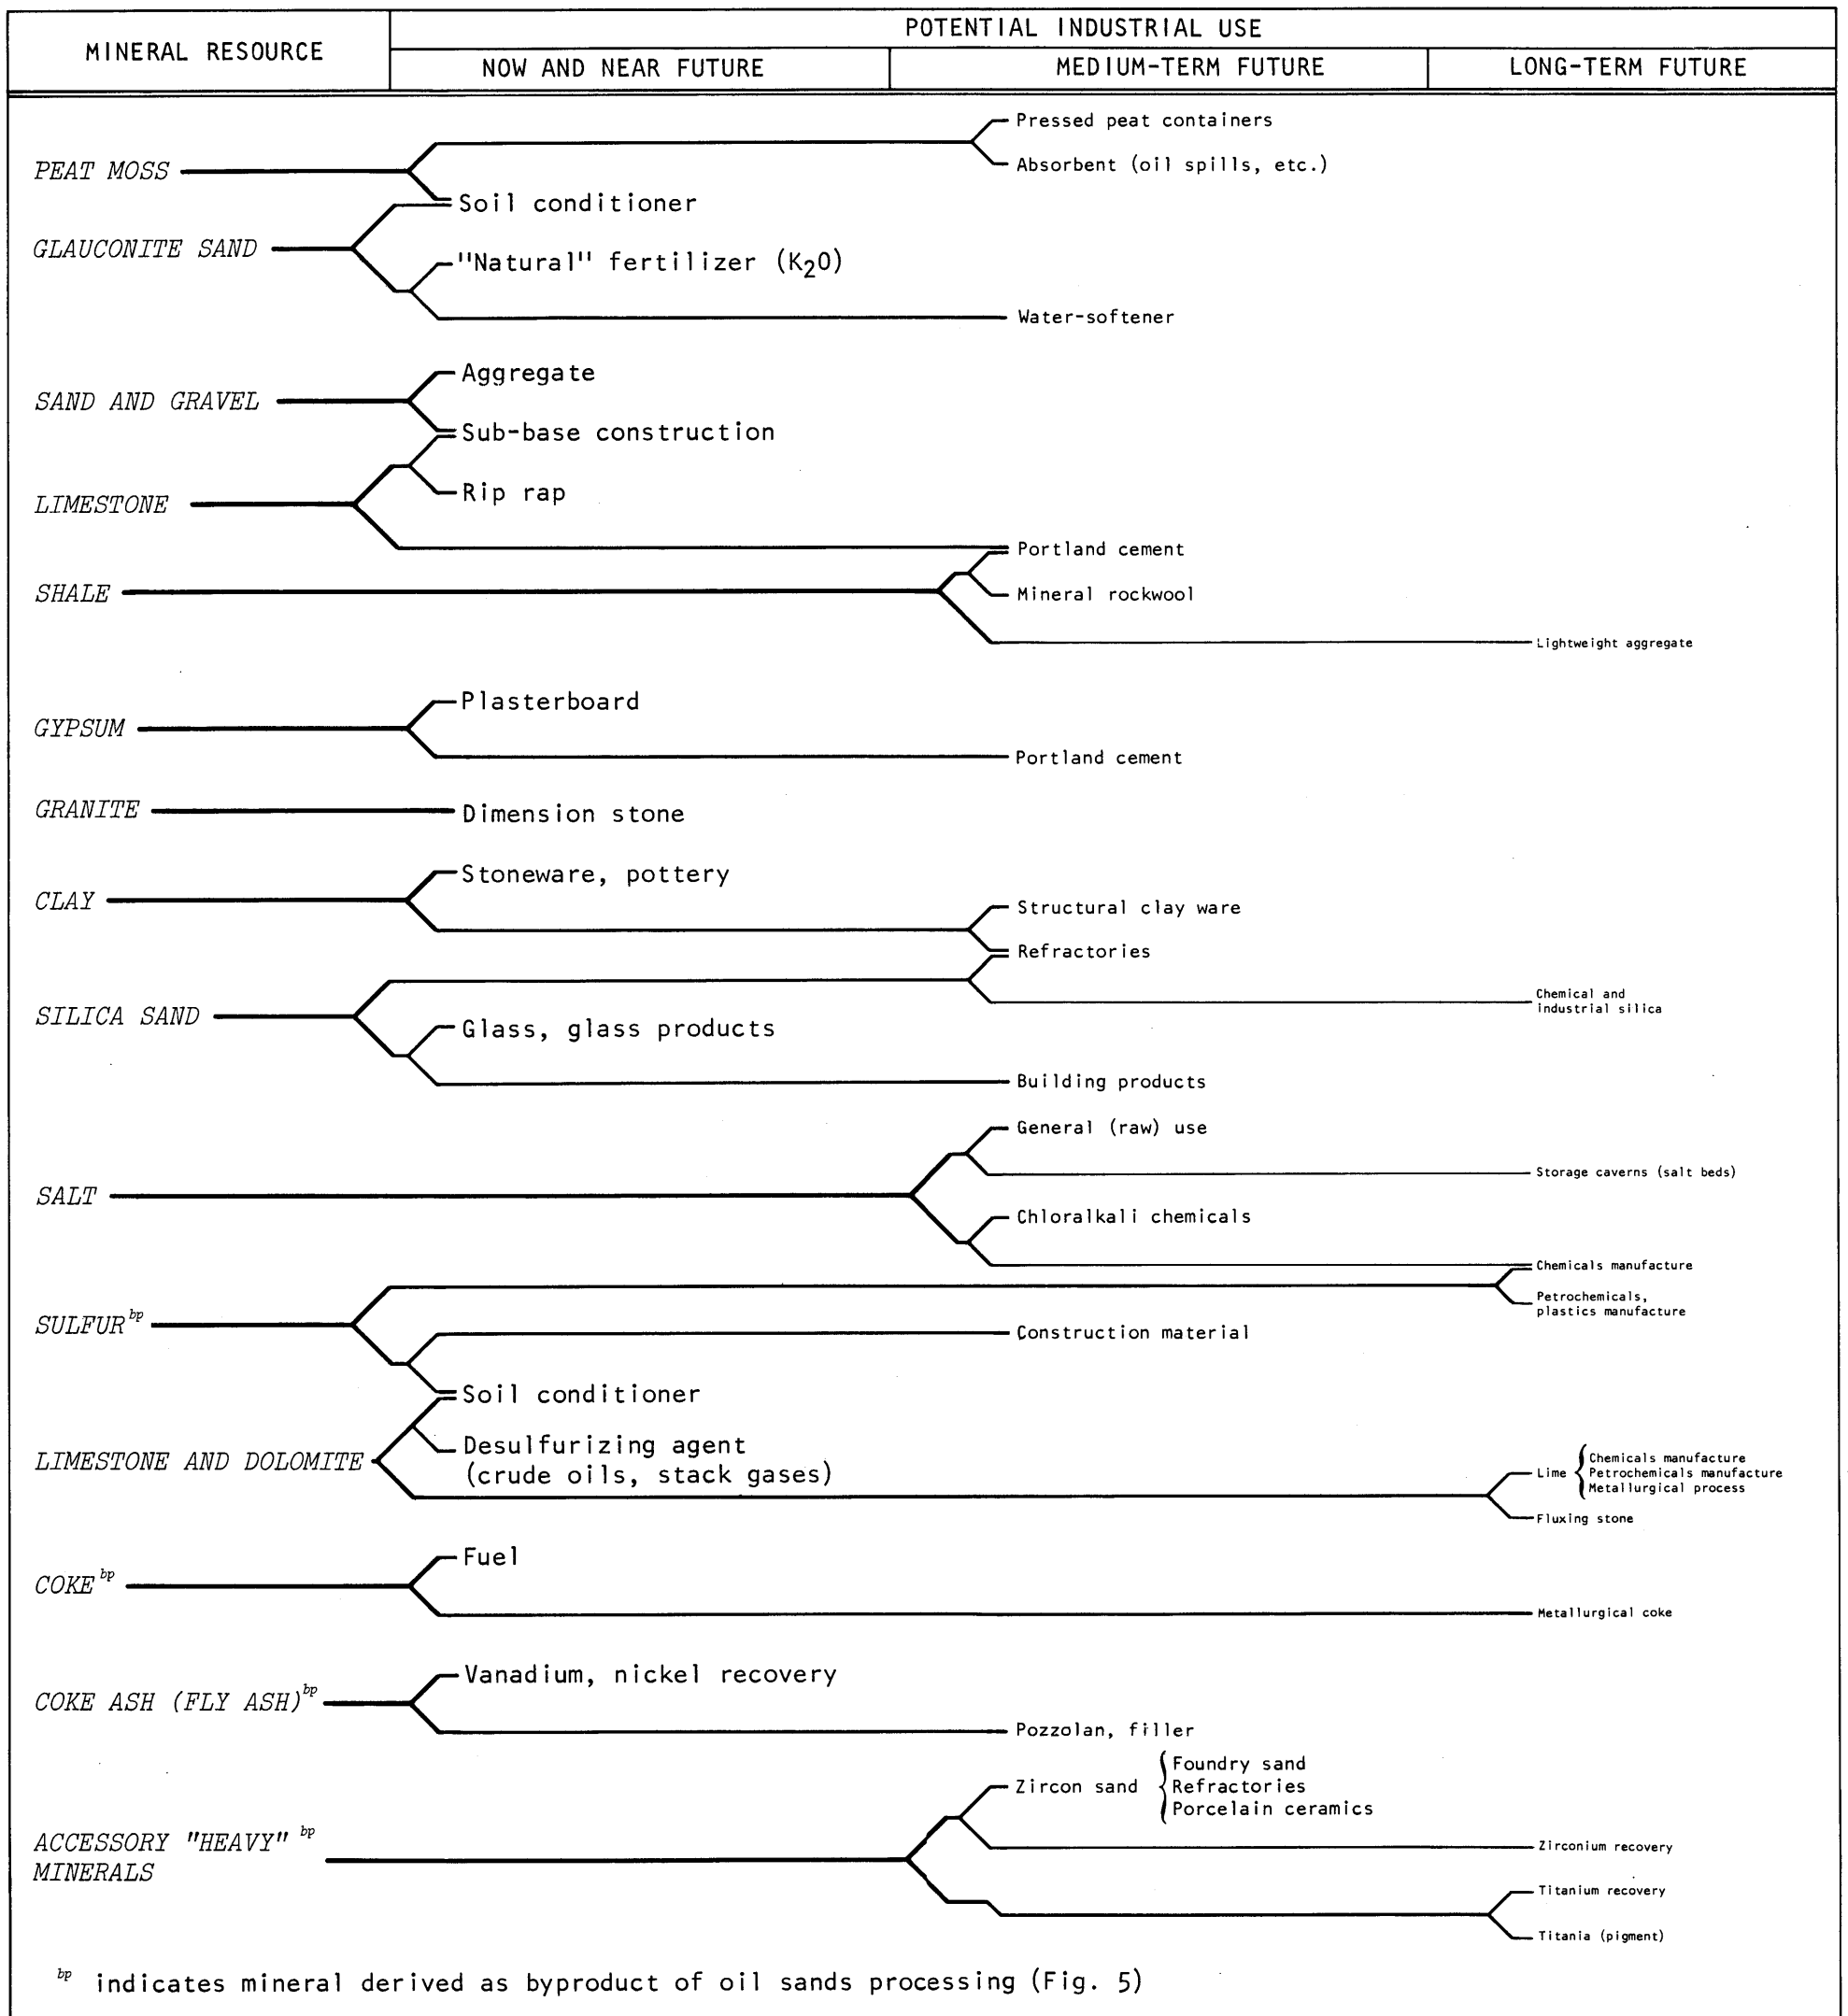 MINERAL RESOURCE
POTENTIAL INDUSTRIAL USE
NOW AND NEAR FUTURE
MEDIUM-TERM FUTURE
LONG-TERM FUTURE
PEAT MOSS
Pressed peat containers
Absorbent (oil spills, etc.)
Soil conditioner
GLAUCONITE SAND
"Natural" fertilizer (K₂O)
Water-softener
SAND AND GRAVEL
Aggregate
Sub-base construction
LIMESTONE
Rip rap
Portland cement
SHALE
Mineral rockwool
Lightweight aggregate
GYPSUM
Plasterboard
Portland cement
GRANITE
Dimension stone
CLAY
Stoneware, pottery
Structural clay ware
Refractories
SILICA SAND
Chemical and
industrial silica
Glass, glass products
Building products
SALT
General (raw) use
Storage caverns (salt beds)
Chloralkali chemicals
Chemicals manufacture
SULFUR bp
Petrochemicals,
plastics manufacture
Construction material
Soil conditioner
LIMESTONE AND DOLOMITE
Desulfurizing agent
(crude oils, stack gases)
Lime
Chemicals manufacture
Petrochemicals manufacture
Metallurgical process
Fluxing stone
COKE bp
Fuel
Metallurgical coke
COKE ASH (FLY ASH) bp
Vanadium, nickel recovery
Pozzolan, filler
ACCESSORY "HEAVY" bp
MINERALS
Zircon sand
Foundry sand
Refractories
Porcelain ceramics
Zirconium recovery
Titanium recovery
Titania (pigment)
bp indicates mineral derived as byproduct of oil sands processing (Fig. 5)